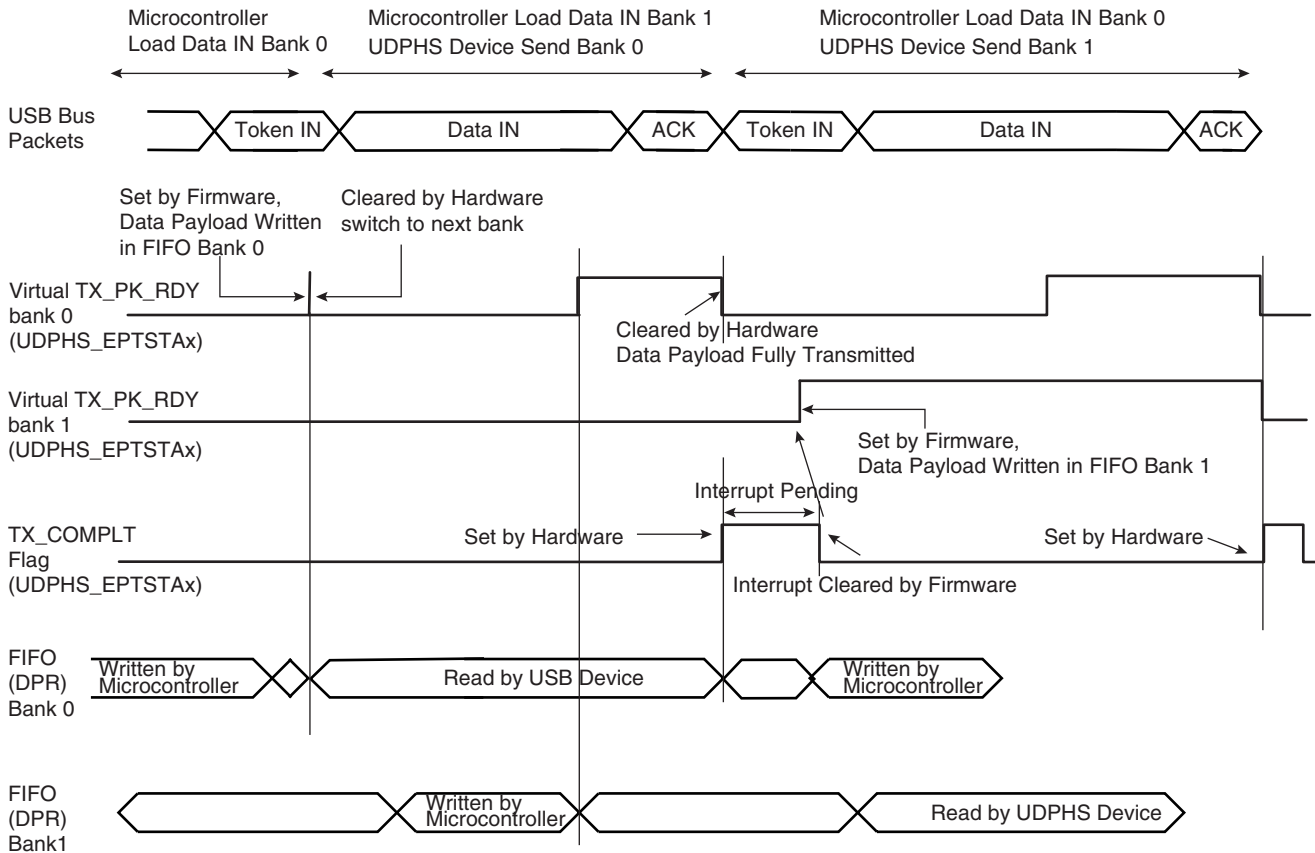 Microcontroller
Load Data IN Bank 0
Microcontroller Load Data IN Bank 1
UDPHS Device Send Bank 0
Microcontroller Load Data IN Bank 0
UDPHS Device Send Bank 1
USB Bus
Packets
Token IN
Data IN
ACK
Token IN
Data IN
ACK
Set by Firmware,
Data Payload Written
in FIFO Bank 0
Cleared by Hardware
switch to next bank
Virtual TX_PK_RDY
bank 0
(UDPHS_EPTSTAx)
Cleared by Hardware
Data Payload Fully Transmitted
Virtual TX_PK_RDY
bank 1
(UDPHS_EPTSTAx)
Set by Firmware,
Data Payload Written in FIFO Bank 1
Interrupt Pending
TX_COMPLT
Flag
(UDPHS_EPTSTAx)
Set by Hardware
Set by Hardware
Interrupt Cleared by Firmware
FIFO
(DPR)
Bank 0
Written by
Microcontroller
Read by USB Device
Written by
Microcontroller
FIFO
(DPR)
Bank1
Written by
Microcontroller
Read by UDPHS Device